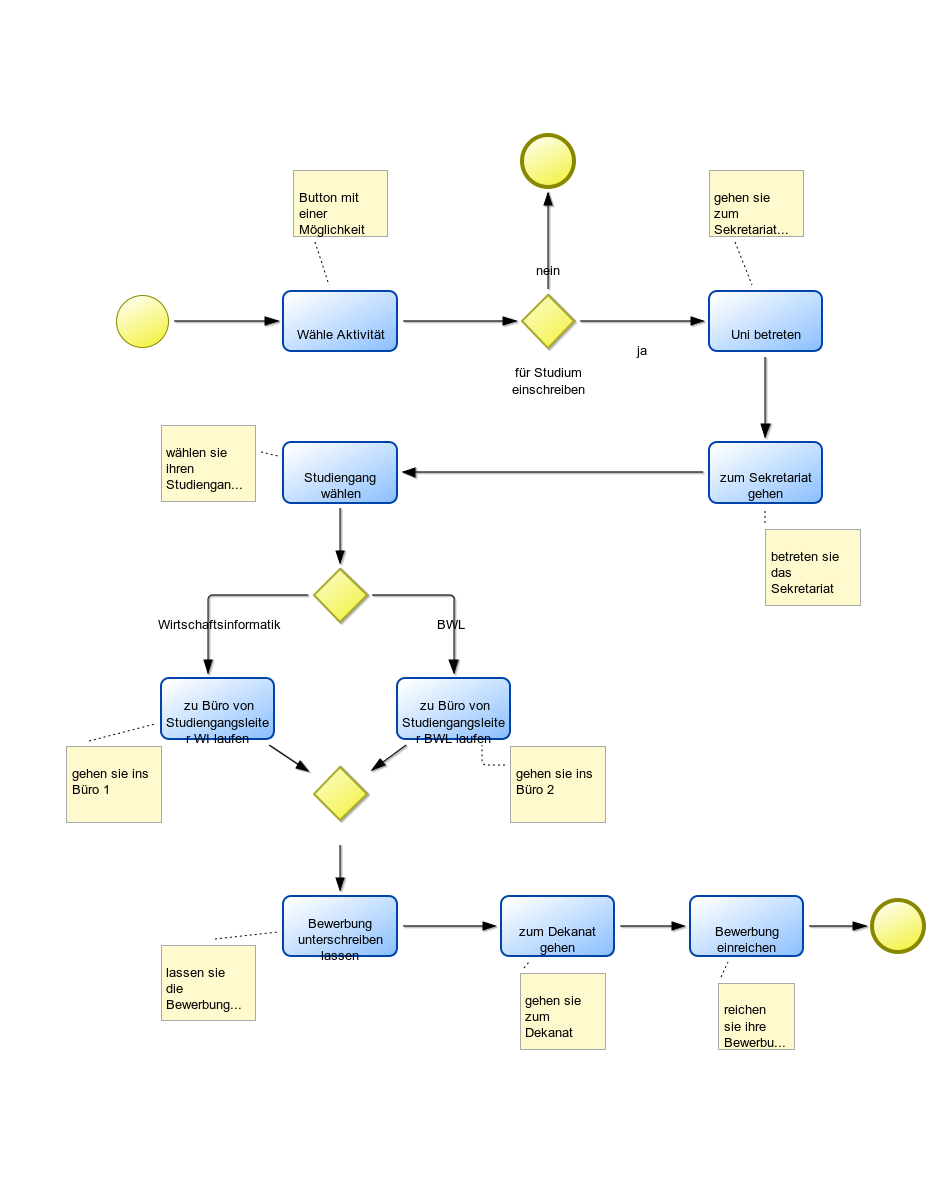 Button mit
einer
Möglichkeit
gehen sie
zum
Sekretariat...
nein
Wähle Aktivität
Uni betreten
ja
für Studium
einschreiben
wählen sie
ihren
Studiengan...
Studiengang
wählen
zum Sekretariat
gehen
betreten sie
das
Sekretariat
Wirtschaftsinformatik
BWL
zu Büro von
Studiengangsleite
r WI laufen
zu Büro von
Studiengangsleite
r BWL laufen
gehen sie ins
Büro 1
gehen sie ins
Büro 2
Bewerbung
unterschreiben
lassen
zum Dekanat
gehen
Bewerbung
einreichen
lassen sie
die
Bewerbung...
gehen sie
zum
Dekanat
reichen
sie ihre
Bewerbu...